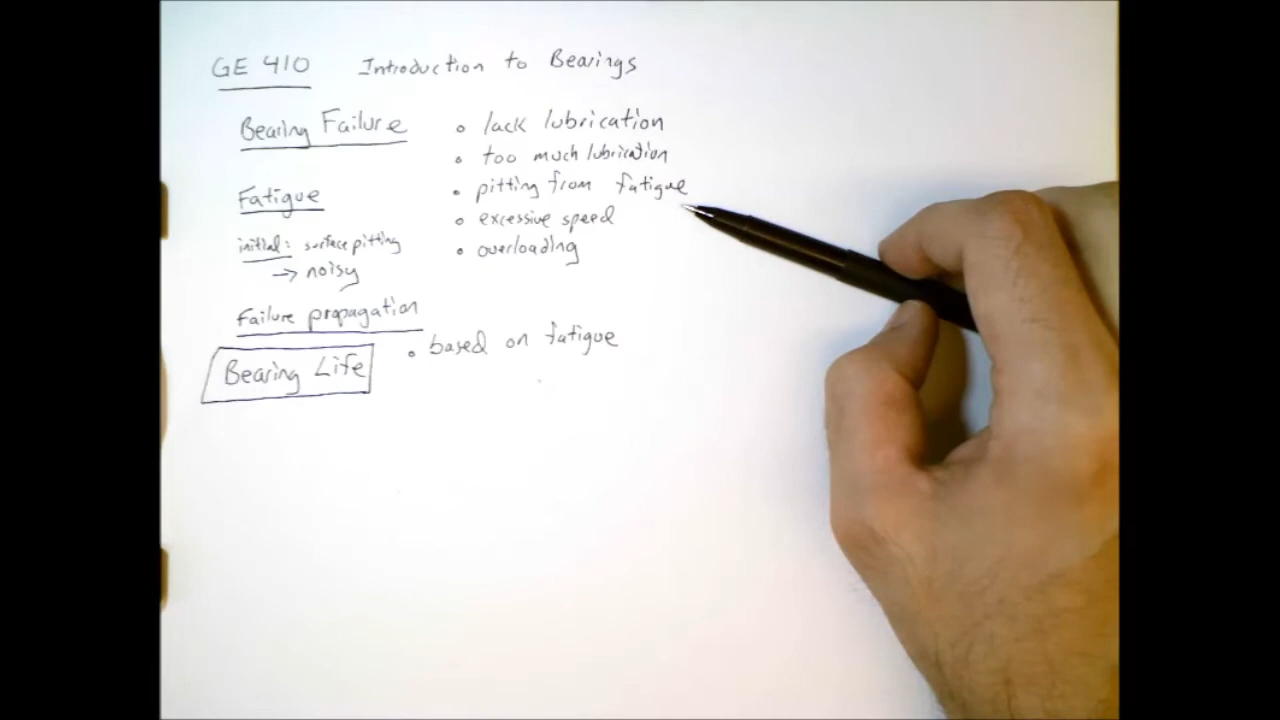 GE 410 Introduction to Bearings
Bearing Failure
• lack lubrication
• too much lubrication
• pitting from fatigue
• excessive speed
• overloading
Fatigue
initial: surface pitting
→ noisy
Failure propagation
Bearing Life
• based on fatigue